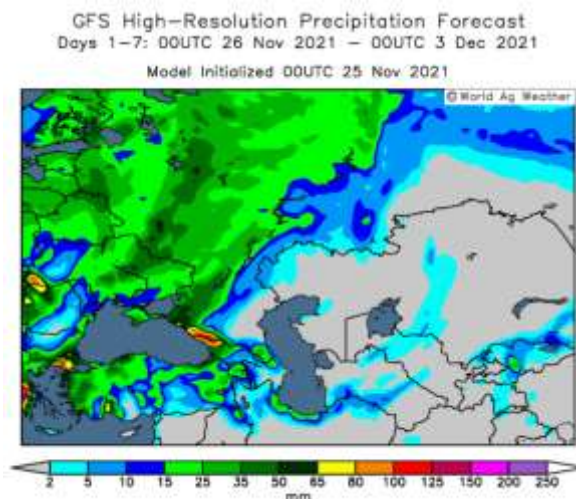 GFS High-Resolution Precipitation Forecast
Days 1-7: 00UTC 26 Nov 2021 - 00UTC 3 Dec 2021
Model Initialized 00UTC 25 Nov 2021
© World Ag Weather
2 5 10 15 25 35 50 65 80 100 125 150 200 250
mm